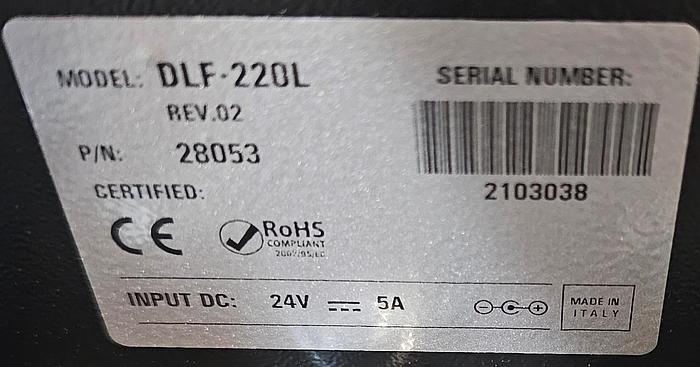 MODEL: DLF-220L
REV.02
P/N: 28053
CERTIFIED:
CE
RoHS
COMPLIANT
2002/95/EC
SERIAL NUMBER:
2103038
INPUT DC: 24V 5A
MADE IN
ITALY